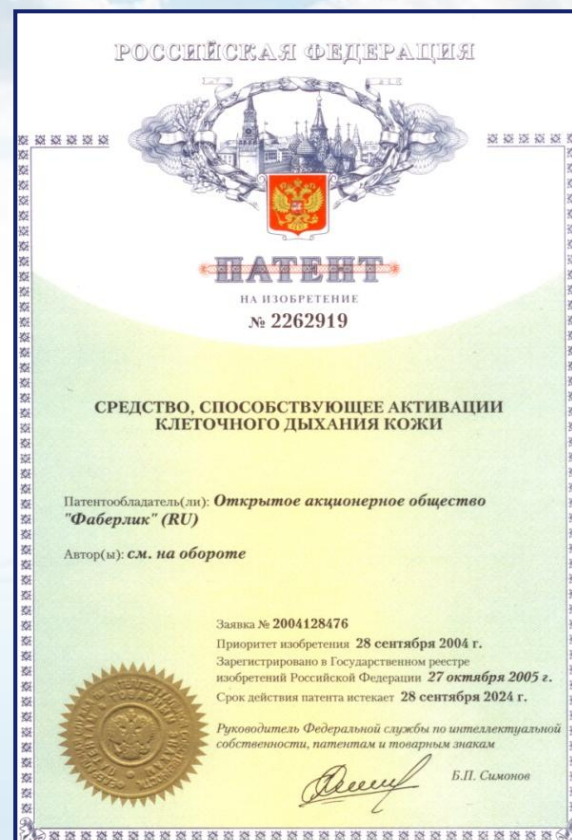 РОССИЙСКАЯ ФЕДЕРАЦИЯ
ПАТЕНТ
НА ИЗОБРЕТЕНИЕ
№ 2262919
СРЕДСТВО, СПОСОБСТВУЮЩЕЕ АКТИВАЦИИ
КЛЕТОЧНОГО ДЫХАНИЯ КОЖИ
Патентообладатель(ли): Открытое акционерное общество
"Фаберлик" (RU)
Автор(ы): см. на обороте
Заявка № 2004128476
Приоритет изобретения 28 сентября 2004 г.
Зарегистрировано в Государственном реестре
изобретений Российской Федерации 27 октября 2005 г.
Срок действия патента истекает 28 сентября 2024 г.
Руководитель Федеральной службы по интеллектуальной
собственности, патентам и товарным знакам
Б.П. Симонов